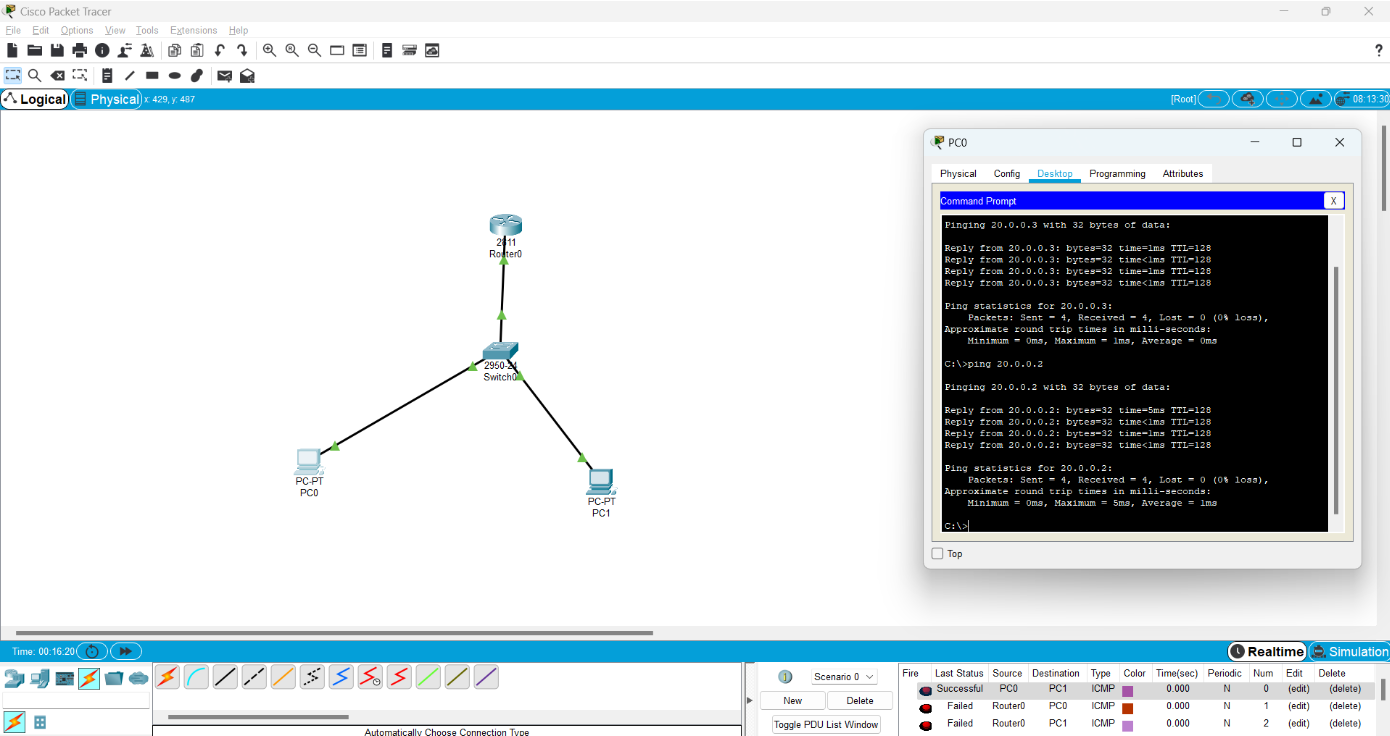 Cisco Packet Tracer
File Edit Options View Tools Extensions Help
?
Logical Physical x: 429, y: 487 [Root] 08:13:30
PC0
Physical Config Desktop Programming Attributes
Command Prompt X
Pinging 20.0.0.3 with 32 bytes of data:
Reply from 20.0.0.3: bytes=32 time=1ms TTL=128
Reply from 20.0.0.3: bytes=32 time<1ms TTL=128
Reply from 20.0.0.3: bytes=32 time=1ms TTL=128
Reply from 20.0.0.3: bytes=32 time<1ms TTL=128
Ping statistics for 20.0.0.3:
Packets: Sent = 4, Received = 4, Lost = 0 (0% loss),
Approximate round trip times in milli-seconds:
Minimum = 0ms, Maximum = 1ms, Average = 0ms
C:\>ping 20.0.0.2
Pinging 20.0.0.2 with 32 bytes of data:
Reply from 20.0.0.2: bytes=32 time=5ms TTL=128
Reply from 20.0.0.2: bytes=32 time<1ms TTL=128
Reply from 20.0.0.2: bytes=32 time=1ms TTL=128
Reply from 20.0.0.2: bytes=32 time<1ms TTL=128
Ping statistics for 20.0.0.2:
Packets: Sent = 4, Received = 4, Lost = 0 (0% loss),
Approximate round trip times in milli-seconds:
Minimum = 0ms, Maximum = 5ms, Average = 1ms
C:\>
Top
2811
Router0
2950-24
Switch0
PC-PT
PC0
PC-PT
PC1
Time: 00:16:20 Realtime Simulation
Scenario 0
New Delete
Toggle PDU List Window
Fire Last Status Source Destination Type Color Time(sec) Periodic Num Edit Delete
Successful PC0 PC1 ICMP 0.000 N 0 (edit) (delete)
Failed Router0 PC0 ICMP 0.000 N 1 (edit) (delete)
Failed Router0 PC1 ICMP 0.000 N 2 (edit) (delete)
Automatically Choose Connection Type